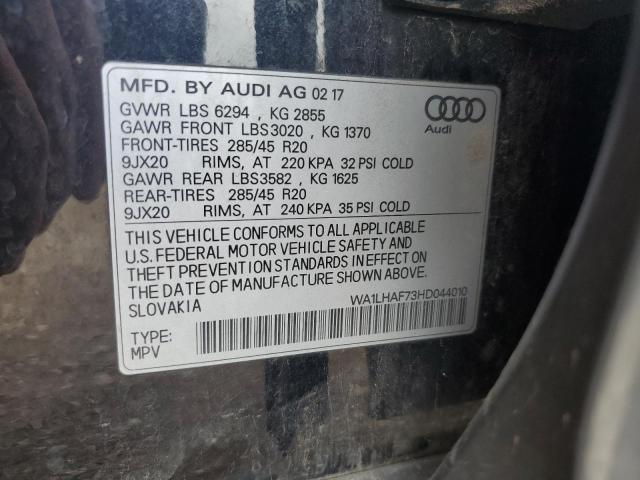 MFD. BY AUDI AG 02 17
GVWR LBS 6294 , KG 2855
GAWR FRONT LBS3020 , KG 1370
FRONT-TIRES 285/45 R20
9JX20 RIMS, AT 220 KPA 32 PSI COLD
GAWR REAR LBS3582 , KG 1625
REAR-TIRES 285/45 R20
9JX20 RIMS, AT 240 KPA 35 PSI COLD
Audi
THIS VEHICLE CONFORMS TO ALL APPLICABLE
U.S. FEDERAL MOTOR VEHICLE SAFETY AND
THEFT PREVENTION STANDARDS IN EFFECT ON
THE DATE OF MANUFACTURE SHOWN ABOVE.
SLOVAKIA
WA1LHAF73HD044010
TYPE:
MPV